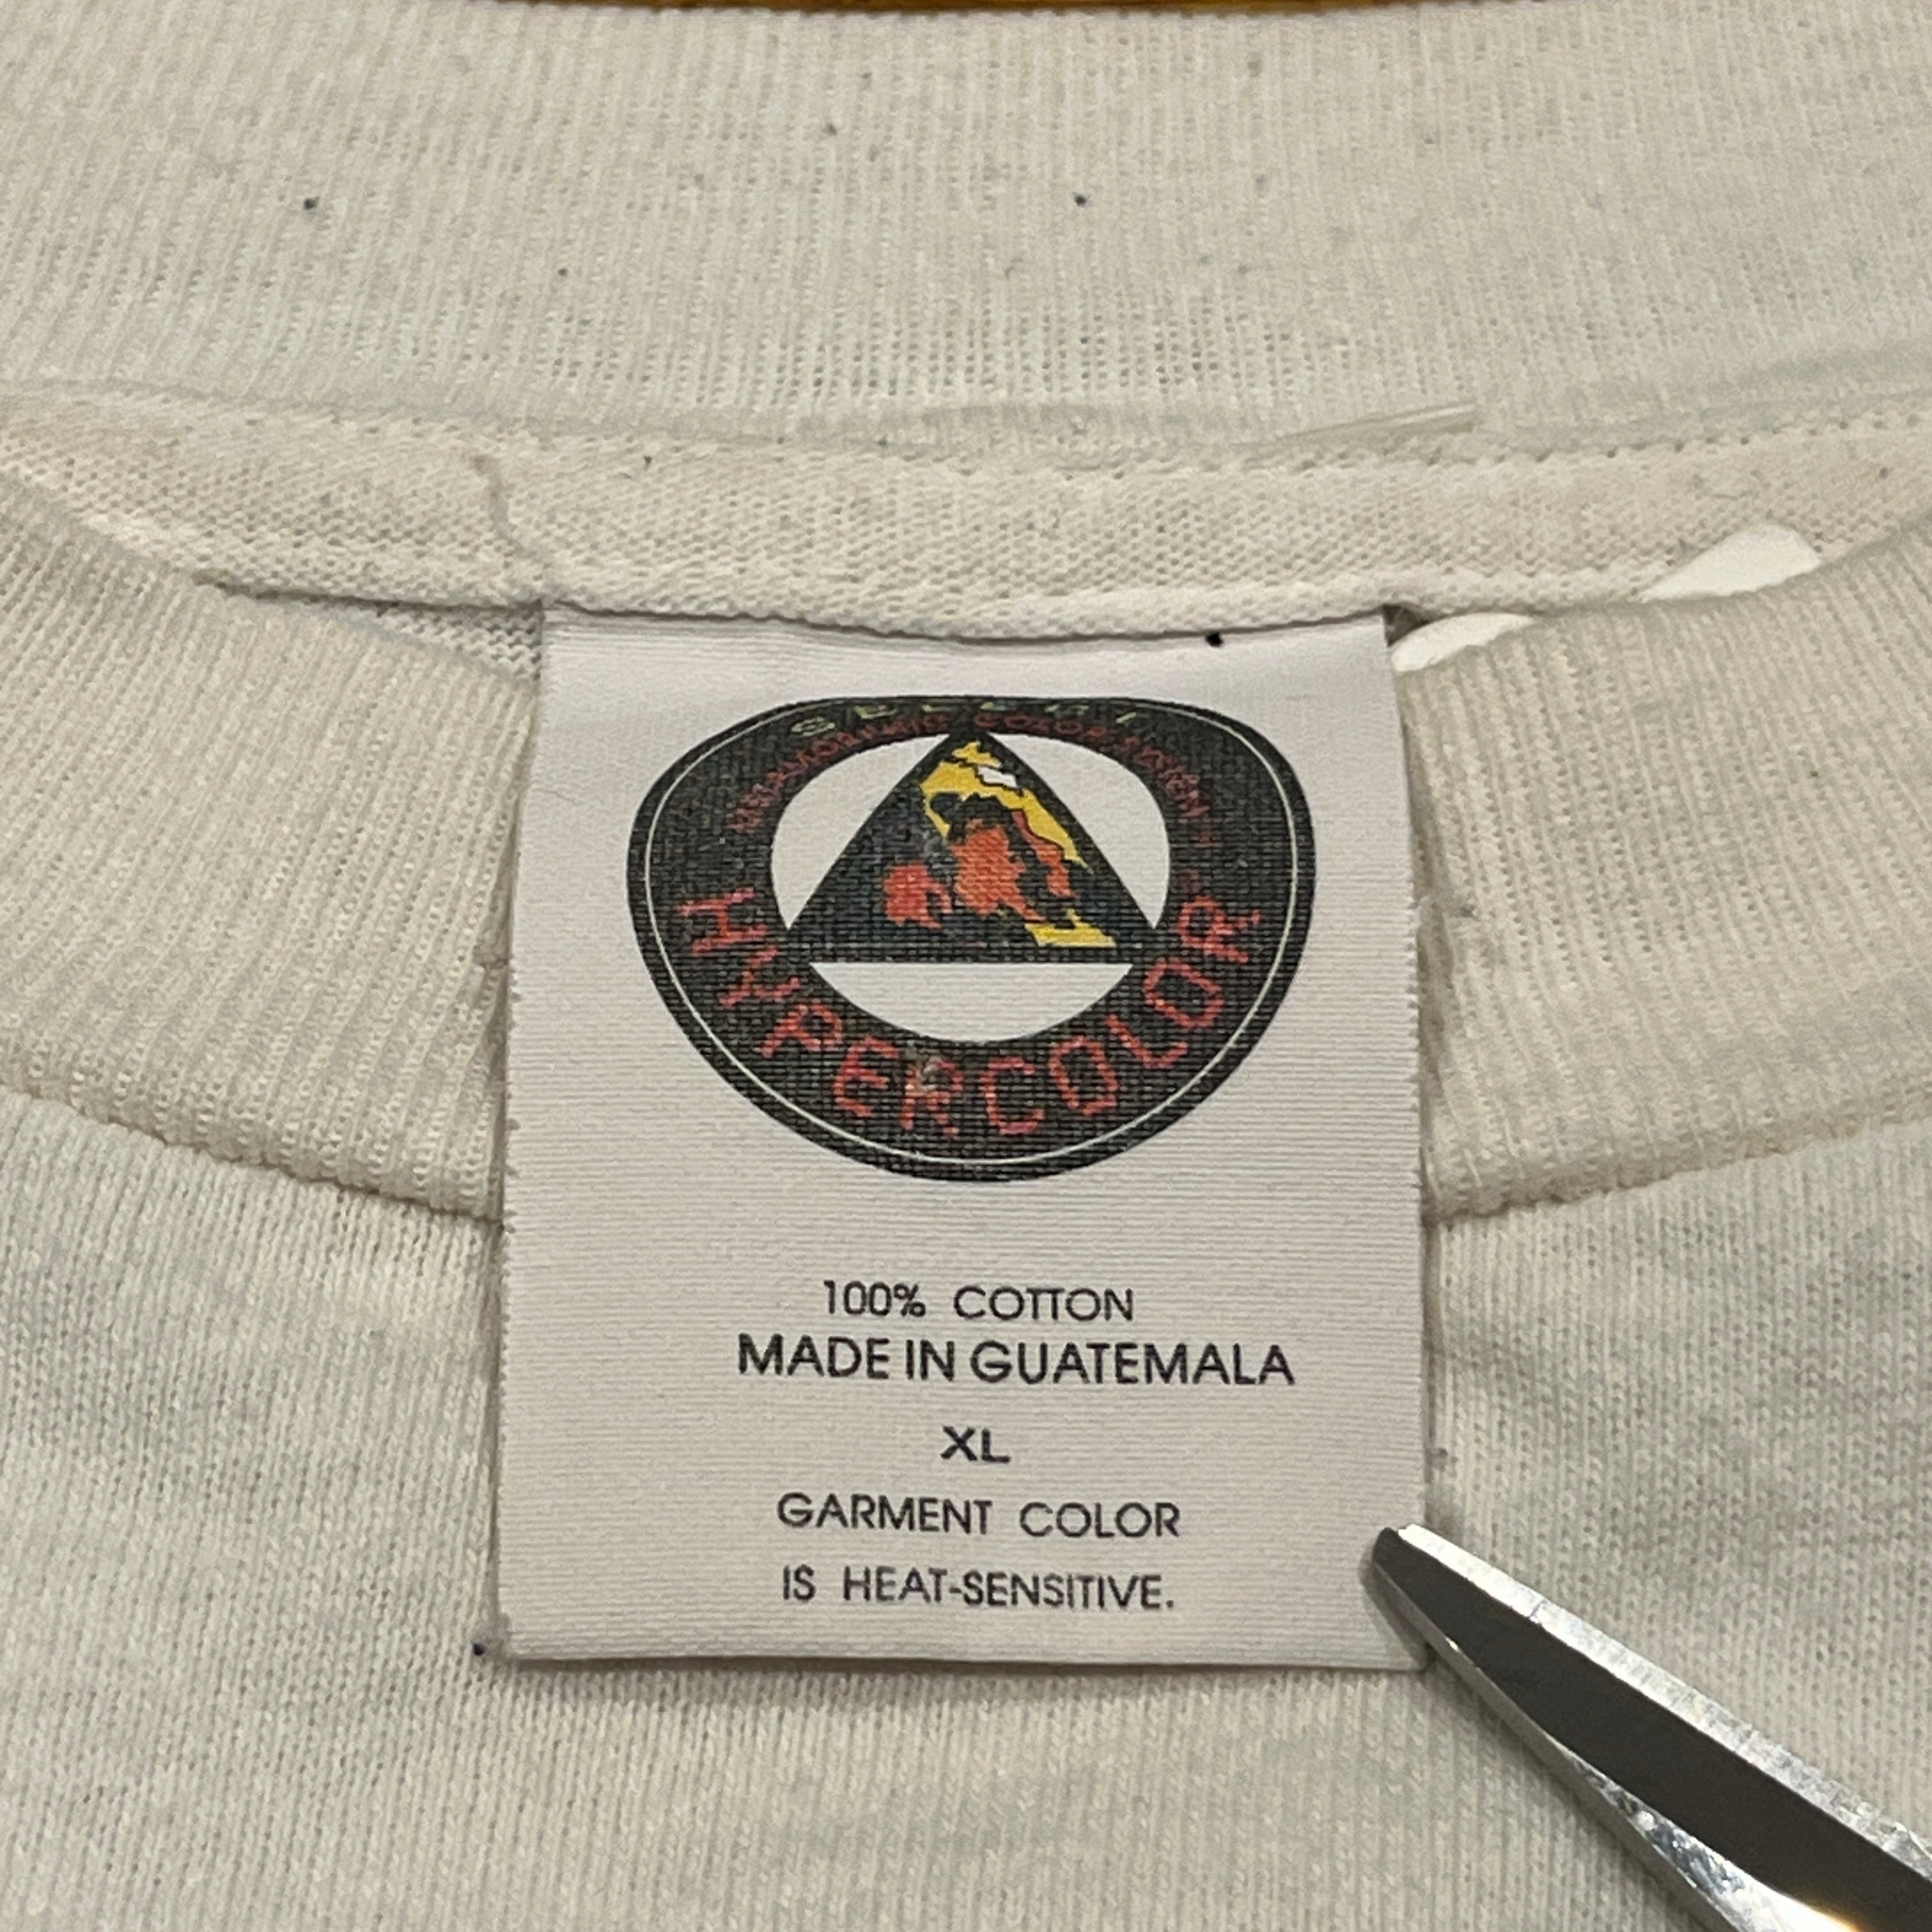 HYPERCOLOR
100% COTTON
MADE IN GUATEMALA
XL
GARMENT COLOR
IS HEAT-SENSITIVE.